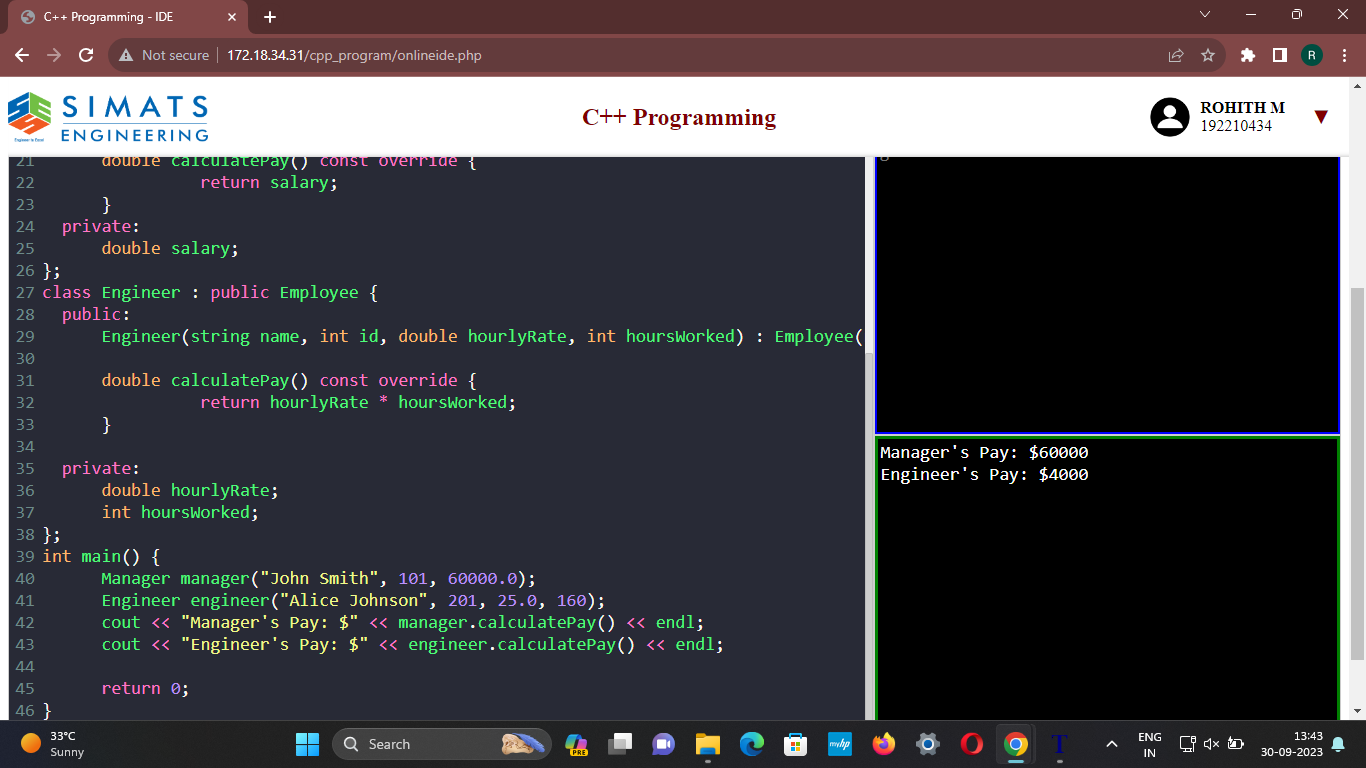 C++ Programming - IDE
Not secure
172.18.34.31/cpp_program/onlineide.php
R
SIMATS
ENGINEERING
Engineer to Excel
C++ Programming
ROHITH M
192210434
21 double calculatePay() const override {
22 return salary;
23 }
24 private:
25 double salary;
26 };
27 class Engineer : public Employee {
28 public:
29 Engineer(string name, int id, double hourlyRate, int hoursWorked) : Employee(
30
31 double calculatePay() const override {
32 return hourlyRate * hoursWorked;
33 }
34
35 private:
36 double hourlyRate;
37 int hoursWorked;
38 };
39 int main() {
40 Manager manager("John Smith", 101, 60000.0);
41 Engineer engineer("Alice Johnson", 201, 25.0, 160);
42 cout << "Manager's Pay: $" << manager.calculatePay() << endl;
43 cout << "Engineer's Pay: $" << engineer.calculatePay() << endl;
44
45 return 0;
46 }
Manager's Pay: $60000
Engineer's Pay: $4000
33°C
Sunny
Search
PRE
myhp
T
ENG
IN
13:43
30-09-2023